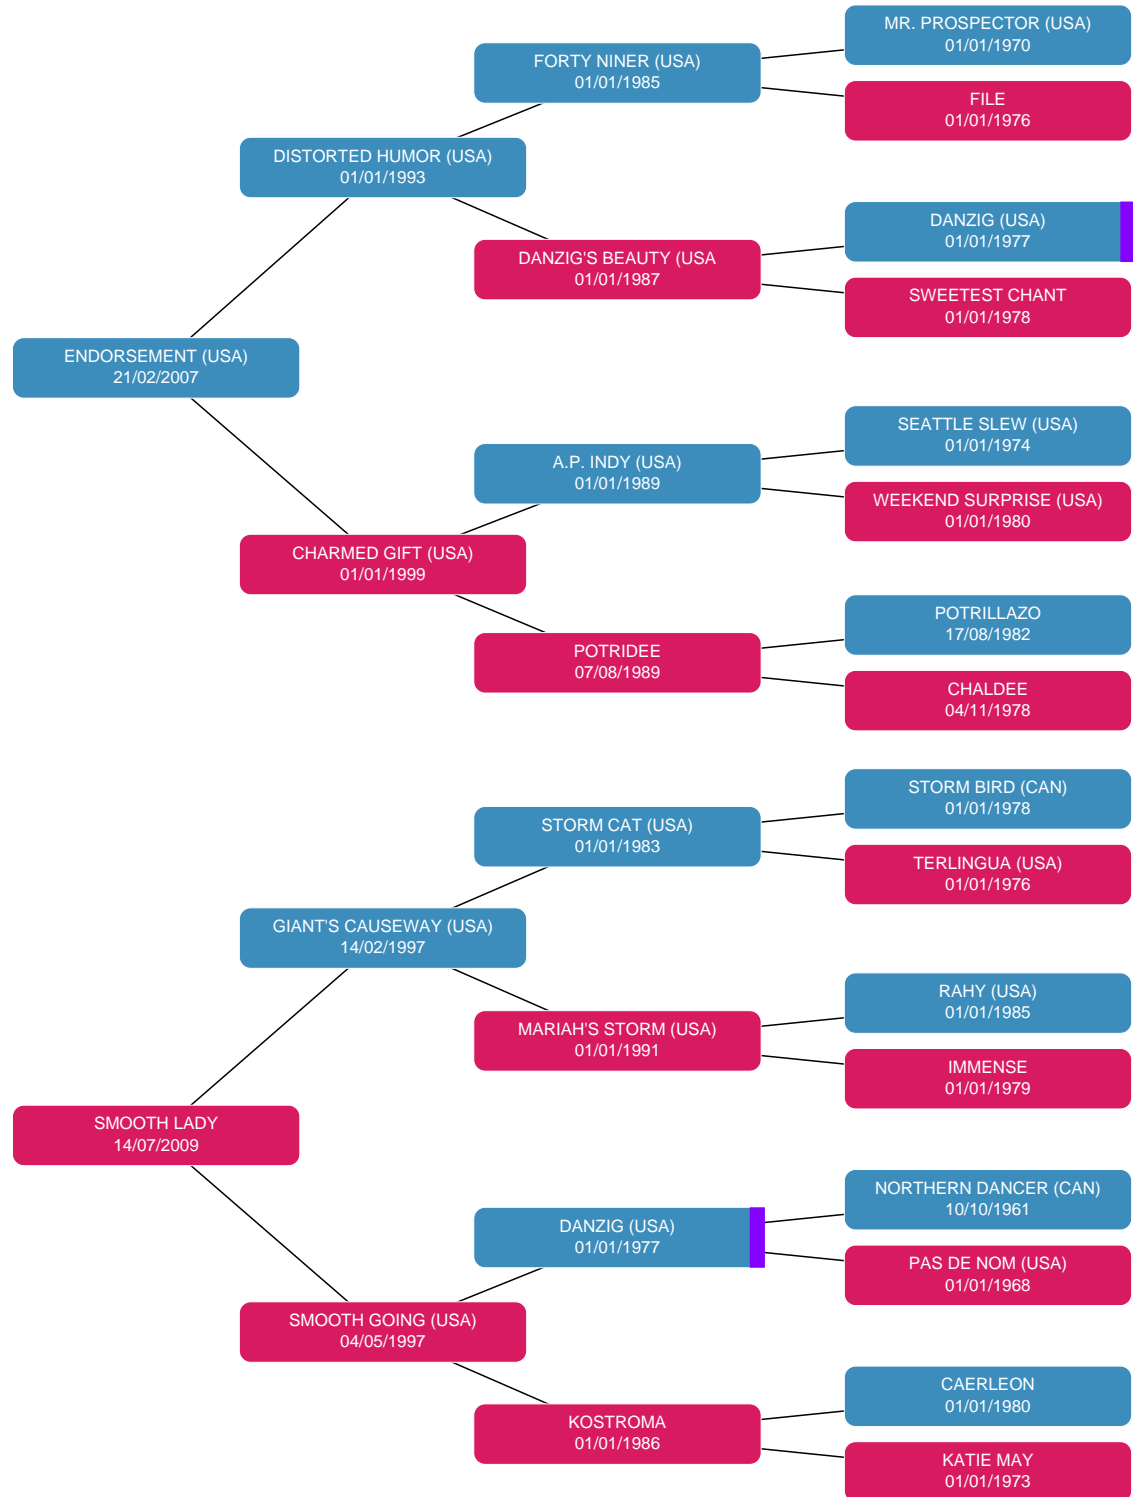 MR. PROSPECTOR (USA)
01/01/1970
FORTY NINER (USA)
01/01/1985
FILE
01/01/1976
DISTORTED HUMOR (USA)
01/01/1993
DANZIG (USA)
01/01/1977
DANZIG'S BEAUTY (USA
01/01/1987
SWEETEST CHANT
01/01/1978
ENDORSEMENT (USA)
21/02/2007
SEATTLE SLEW (USA)
01/01/1974
A.P. INDY (USA)
01/01/1989
WEEKEND SURPRISE (USA)
01/01/1980
CHARMED GIFT (USA)
01/01/1999
POTRILLAZO
17/08/1982
POTRIDEE
07/08/1989
CHALDEE
04/11/1978
STORM BIRD (CAN)
01/01/1978
STORM CAT (USA)
01/01/1983
TERLINGUA (USA)
01/01/1976
GIANT'S CAUSEWAY (USA)
14/02/1997
RAHY (USA)
01/01/1985
MARIAH'S STORM (USA)
01/01/1991
IMMENSE
01/01/1979
SMOOTH LADY
14/07/2009
NORTHERN DANCER (CAN)
10/10/1961
DANZIG (USA)
01/01/1977
PAS DE NOM (USA)
01/01/1968
SMOOTH GOING (USA)
04/05/1997
CAERLEON
01/01/1980
KOSTROMA
01/01/1986
KATIE MAY
01/01/1973